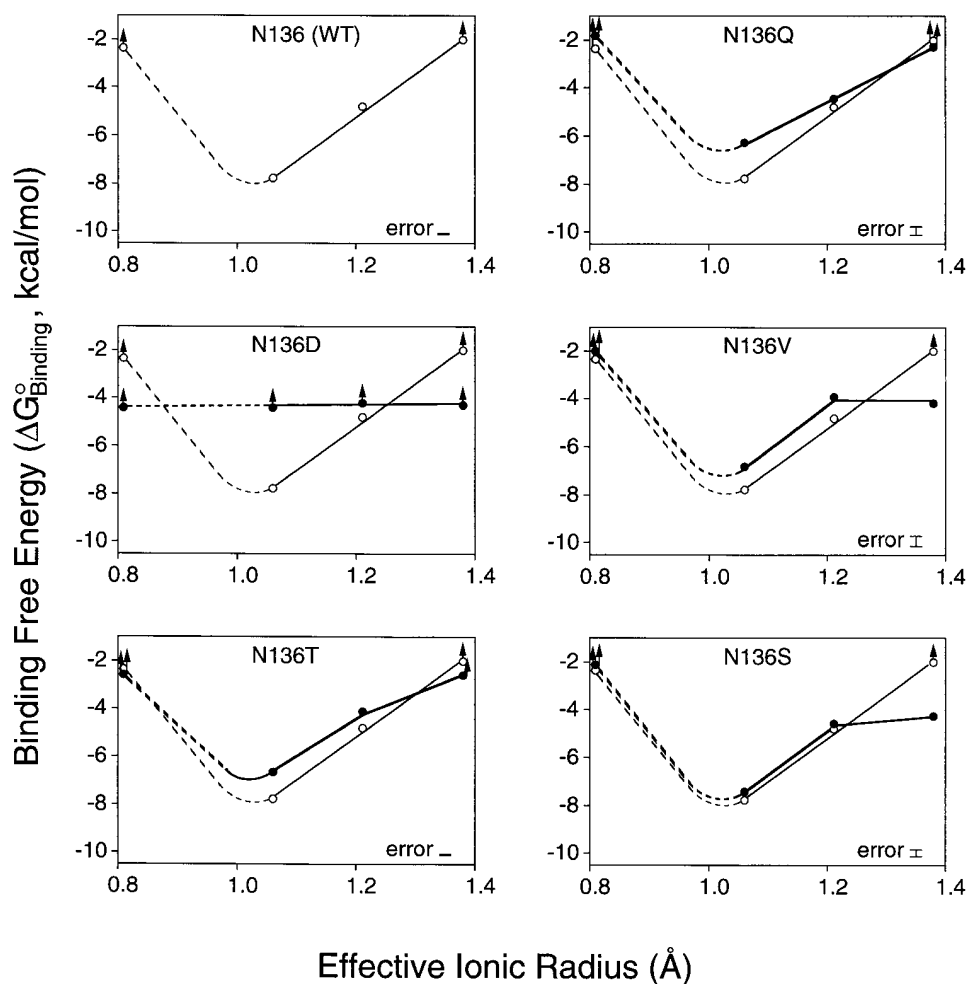 Binding Free Energy (ΔG°Binding, kcal/mol)
N136 (WT)
-2
-4
-6
-8
-10
error
0.8 1.0 1.2 1.4
N136Q
-2
-4
-6
-8
-10
error
0.8 1.0 1.2 1.4
N136D
-2
-4
-6
-8
-10
0.8 1.0 1.2 1.4
N136V
-2
-4
-6
-8
-10
error
0.8 1.0 1.2 1.4
N136T
-2
-4
-6
-8
-10
error
0.8 1.0 1.2 1.4
N136S
-2
-4
-6
-8
-10
error
0.8 1.0 1.2 1.4
Effective Ionic Radius (Å)